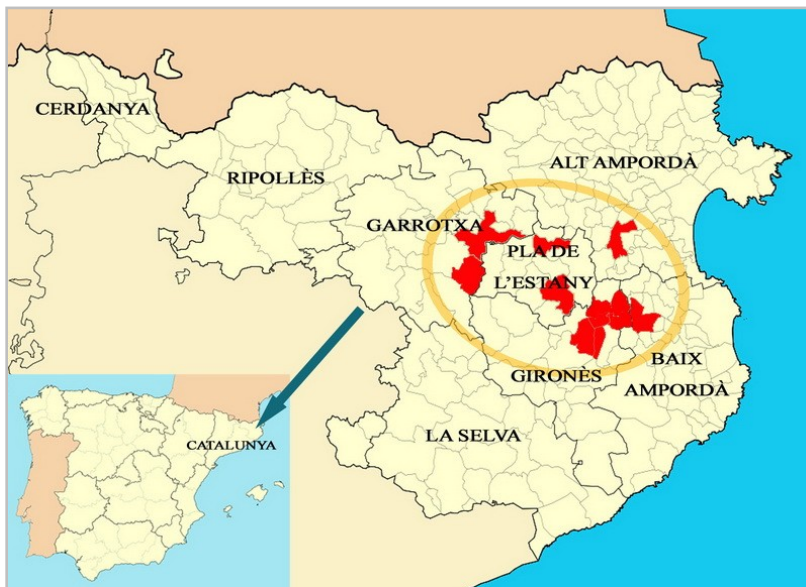 CERDANYA
RIPOLLÈS
ALT AMPORDÀ
GARROTXA
PLA DE
L'ESTANY
BAIX
AMPORDÀ
GIRONÈS
LA SELVA
CATALUNYA